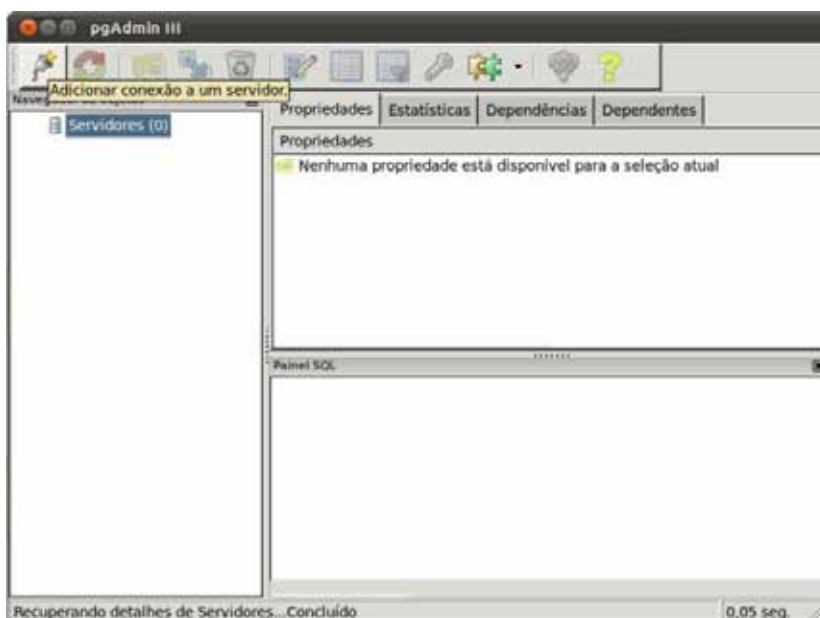 pgAdmin III
Adicionar conexão a um servidor.
Servidores (0)
Propriedades Estatísticas Dependências Dependentes
Propriedades
Nenhuma propriedade está disponível para a seleção atual
Painel SQL
Recuperando detalhes de Servidores...Concluído 0,05 seg.